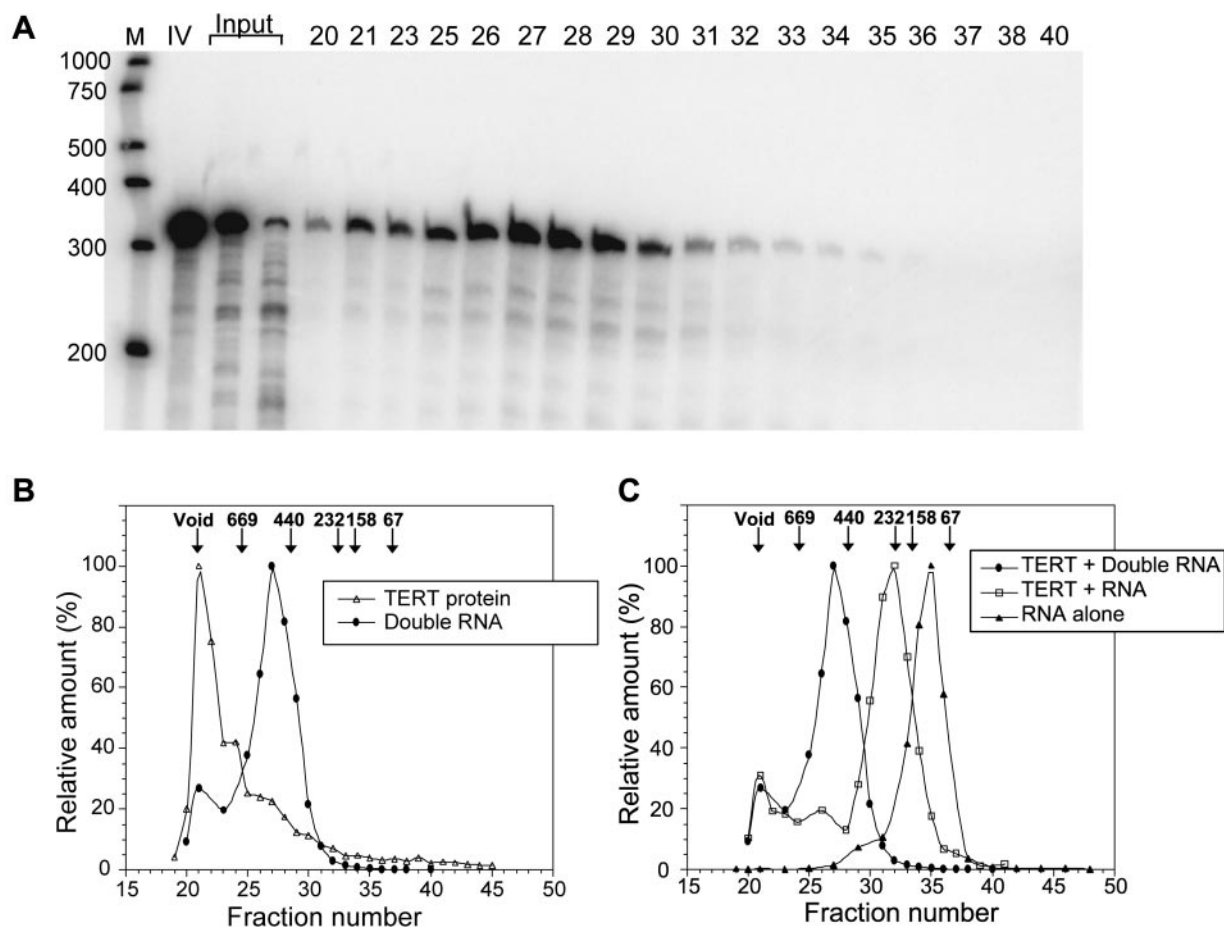 A
M IV Input 20 21 23 25 26 27 28 29 30 31 32 33 34 35 36 37 38 40
1000
750
500
400
300
200
B
Void 669 440 232 158 67
TERT protein
Double RNA
Relative amount (%)
100
80
60
40
20
0
15 20 25 30 35 40 45 50
Fraction number
C
Void 669 440 232 158 67
TERT + Double RNA
TERT + RNA
RNA alone
Relative amount (%)
100
80
60
40
20
0
15 20 25 30 35 40 45 50
Fraction number